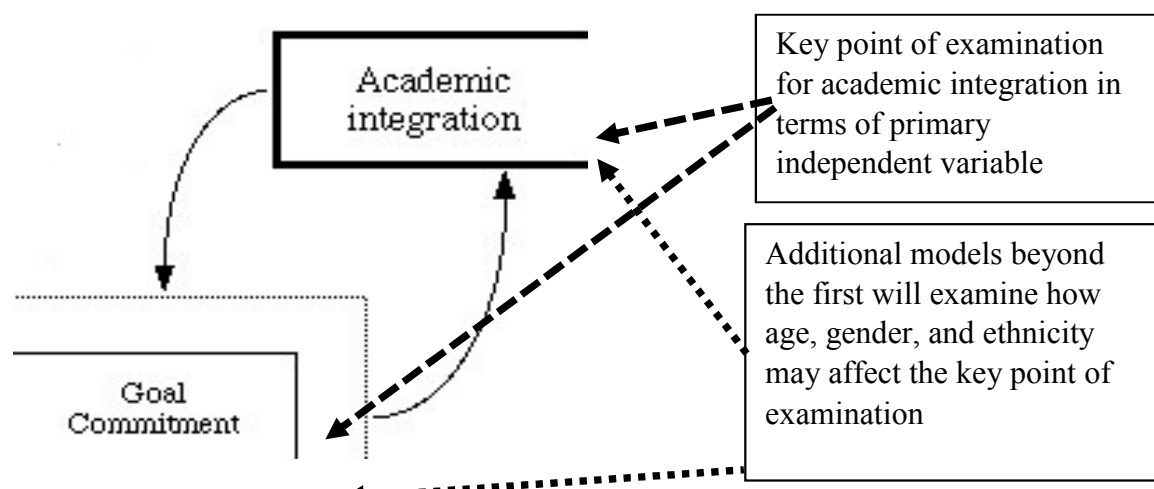 Academic
integration
Key point of examination
for academic integration in
terms of primary
independent variable
Additional models beyond
the first will examine how
age, gender, and ethnicity
may affect the key point of
examination
Goal
Commitment